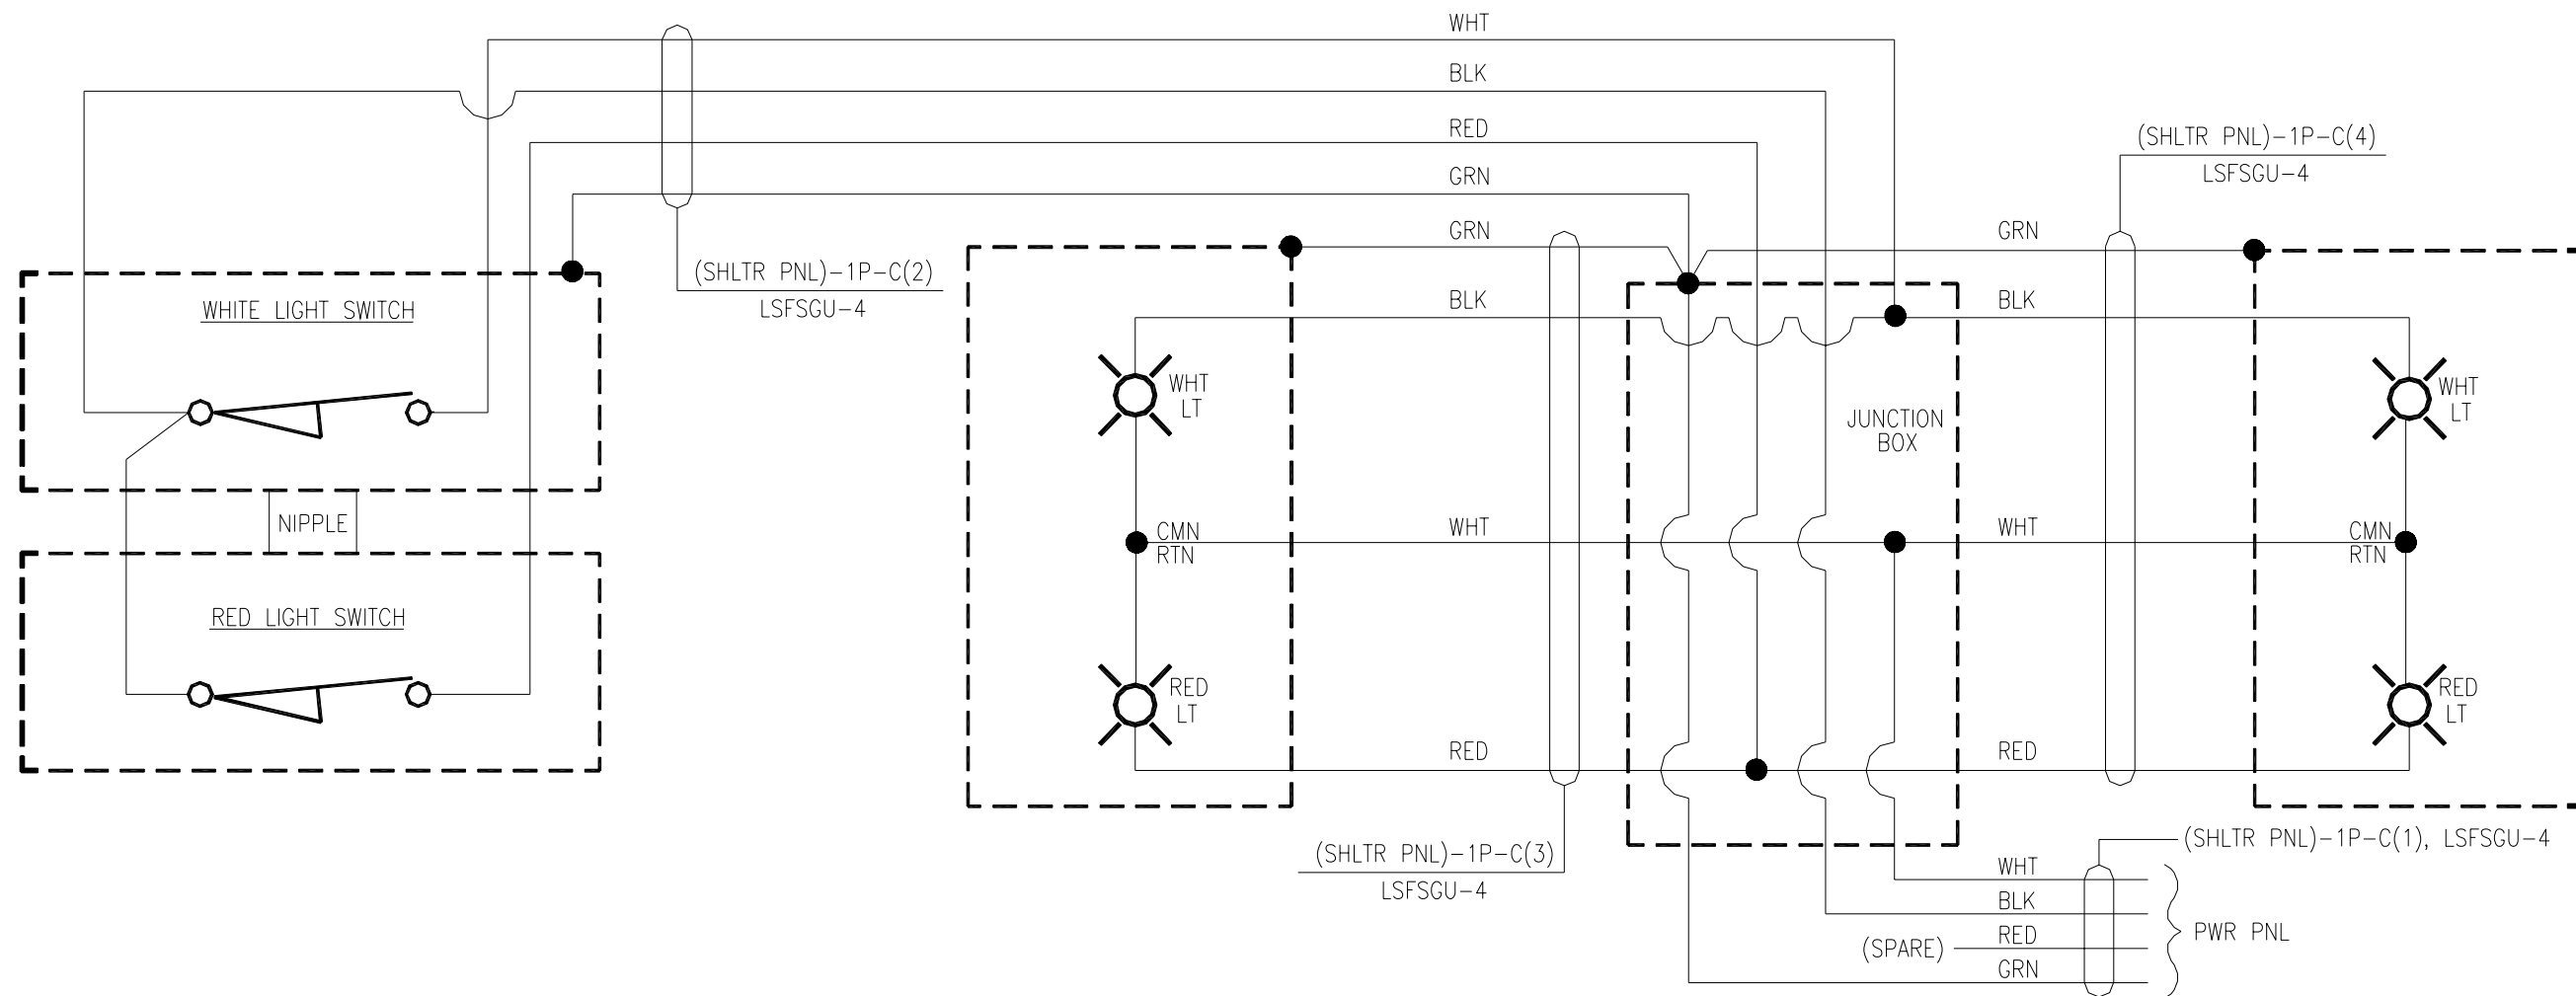 WHT
BLK
RED
GRN
(SHLTR PNL)-1P-C(2)
LSFSGU-4
WHITE LIGHT SWITCH
NIPPLE
RED LIGHT SWITCH
GRN
BLK
WHT
RED
WHT
LT
CMN
RTN
RED
LT
(SHLTR PNL)-1P-C(3)
LSFSGU-4
JUNCTION
BOX
(SHLTR PNL)-1P-C(4)
LSFSGU-4
GRN
BLK
WHT
RED
WHT
LT
CMN
RTN
RED
LT
(SHLTR PNL)-1P-C(1), LSFSGU-4
WHT
BLK
(SPARE) RED
GRN
PWR PNL